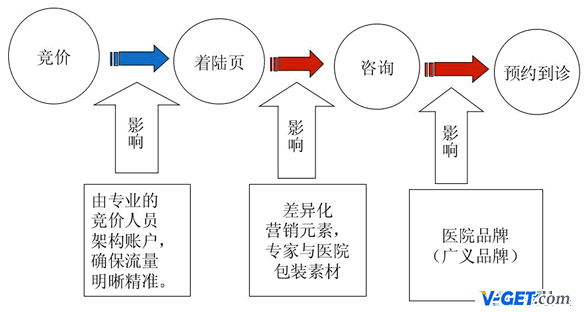 竞价
着陆页
咨询
预约到诊
影响
影响
影响
由专业的
竞价人员
架构账户，
确保流量
明晰精准。
差异化
营销元素，
专家与医院
包装素材
医院品牌
（广义品牌）
V-GET.com